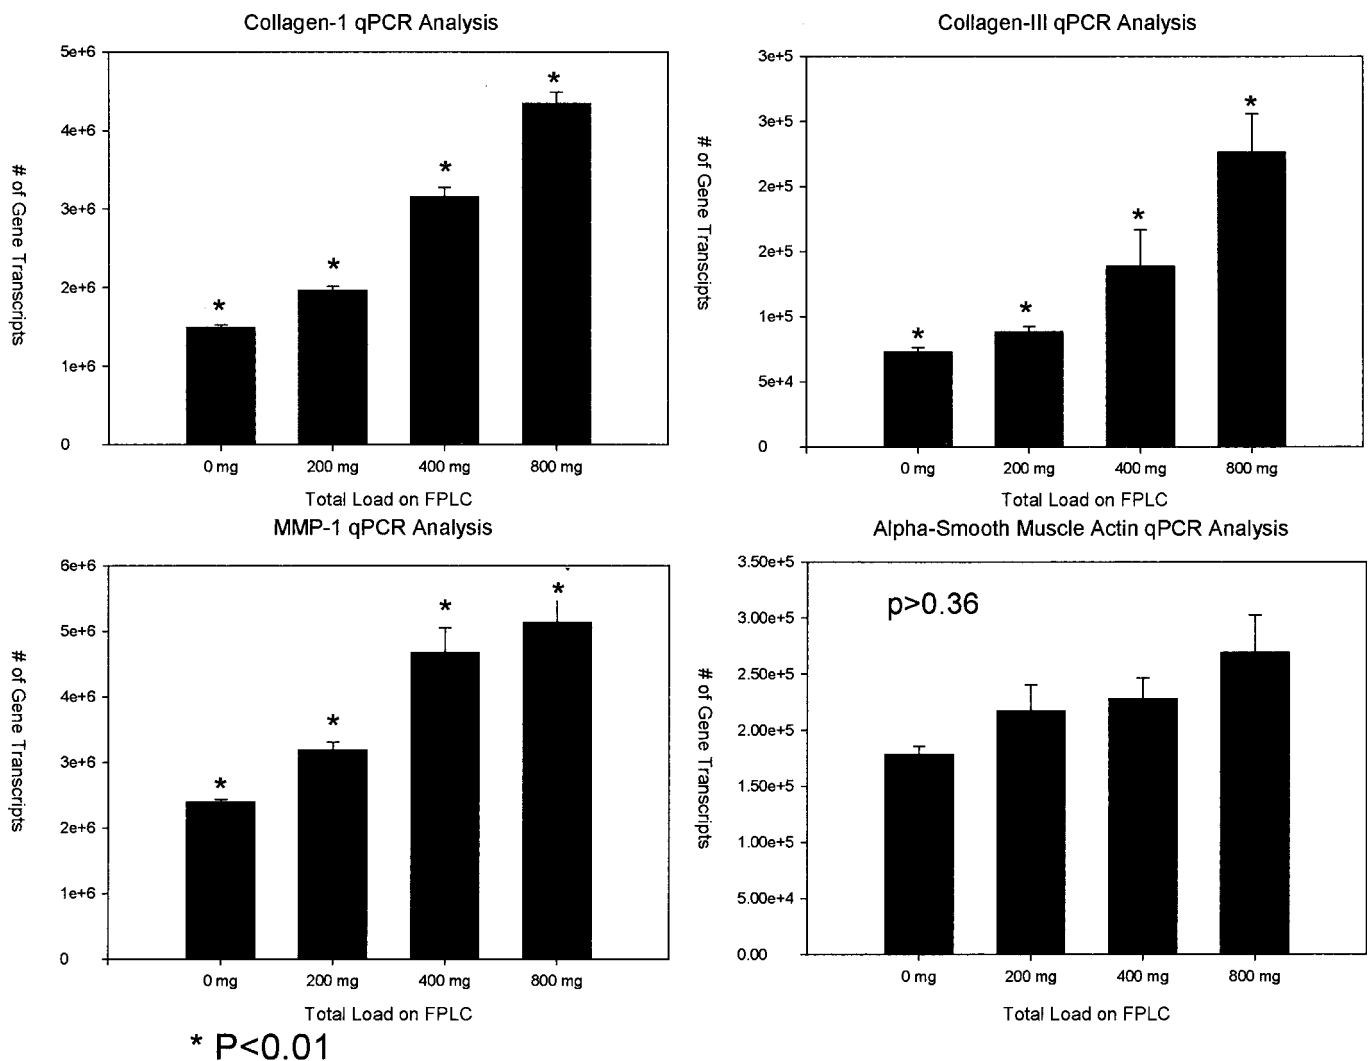 Collagen-1 qPCR Analysis
# of Gene Transcripts
5e+6
4e+6
3e+6
2e+6
1e+6
0
*
*
*
*
0 mg
200 mg
400 mg
800 mg
Total Load on FPLC
Collagen-III qPCR Analysis
# of Gene Transcipts
3e+5
3e+5
2e+5
2e+5
1e+5
5e+4
0
*
*
*
*
0 mg
200 mg
400 mg
800 mg
Total Load on FPLC
MMP-1 qPCR Analysis
# of Gene Transcripts
6e+6
5e+6
4e+6
3e+6
2e+6
1e+6
0
*
*
*
*
0 mg
200 mg
400 mg
800 mg
Total Load on FPLC
Alpha-Smooth Muscle Actin qPCR Analysis
# of Gene Transcripts
3.50e+5
3.00e+5
2.50e+5
2.00e+5
1.50e+5
1.00e+5
5.00e+4
0.00
p>0.36
0 mg
200 mg
400 mg
800 mg
Total Load on FPLC
* P<0.01